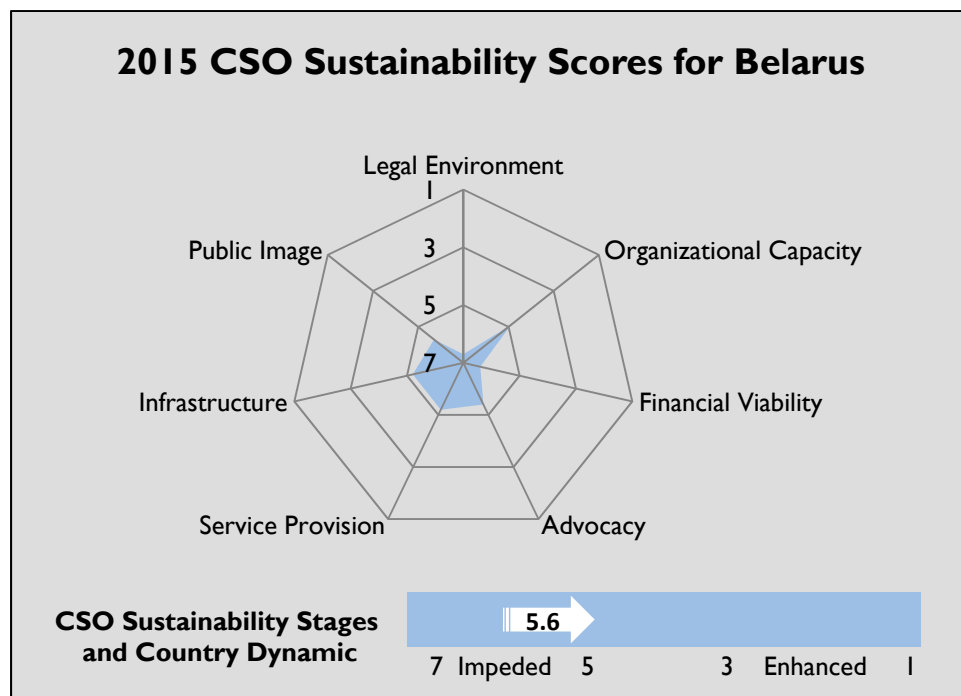 2015 CSO Sustainability Scores for Belarus
Legal Environment
1
Public Image
3
Organizational Capacity
5
7
Infrastructure
Financial Viability
Service Provision
Advocacy
CSO Sustainability Stages
and Country Dynamic
5.6
7 Impeded 5 3 Enhanced 1